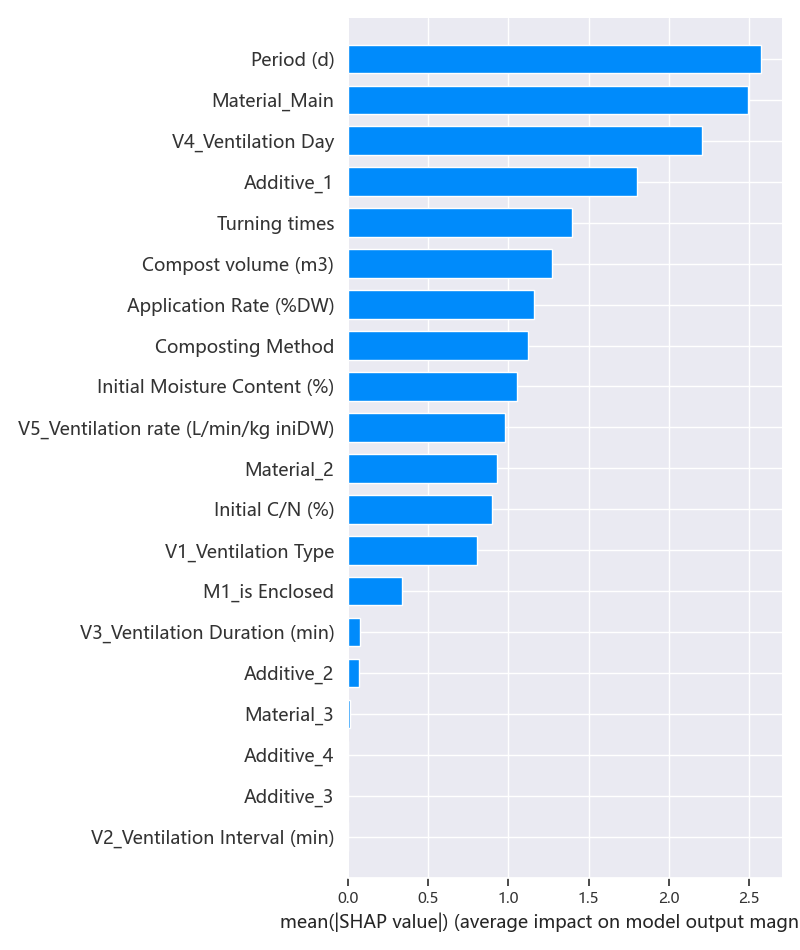 Period (d)
Material_Main
V4_Ventilation Day
Additive_1
Turning times
Compost volume (m3)
Application Rate (%DW)
Composting Method
Initial Moisture Content (%)
V5_Ventilation rate (L/min/kg iniDW)
Material_2
Initial C/N (%)
V1_Ventilation Type
M1_is Enclosed
V3_Ventilation Duration (min)
Additive_2
Material_3
Additive_4
Additive_3
V2_Ventilation Interval (min)
0.0 0.5 1.0 1.5 2.0 2.5
mean(|SHAP value|) (average impact on model output magn